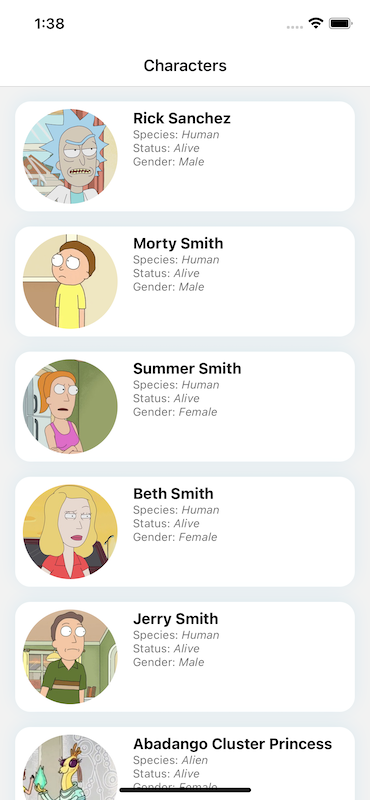 1:38
Characters
Rick Sanchez
Species: Human
Status: Alive
Gender: Male
Morty Smith
Species: Human
Status: Alive
Gender: Male
Summer Smith
Species: Human
Status: Alive
Gender: Female
Beth Smith
Species: Human
Status: Alive
Gender: Female
Jerry Smith
Species: Human
Status: Alive
Gender: Male
Abadango Cluster Princess
Species: Alien
Status: Alive
Gender: Female